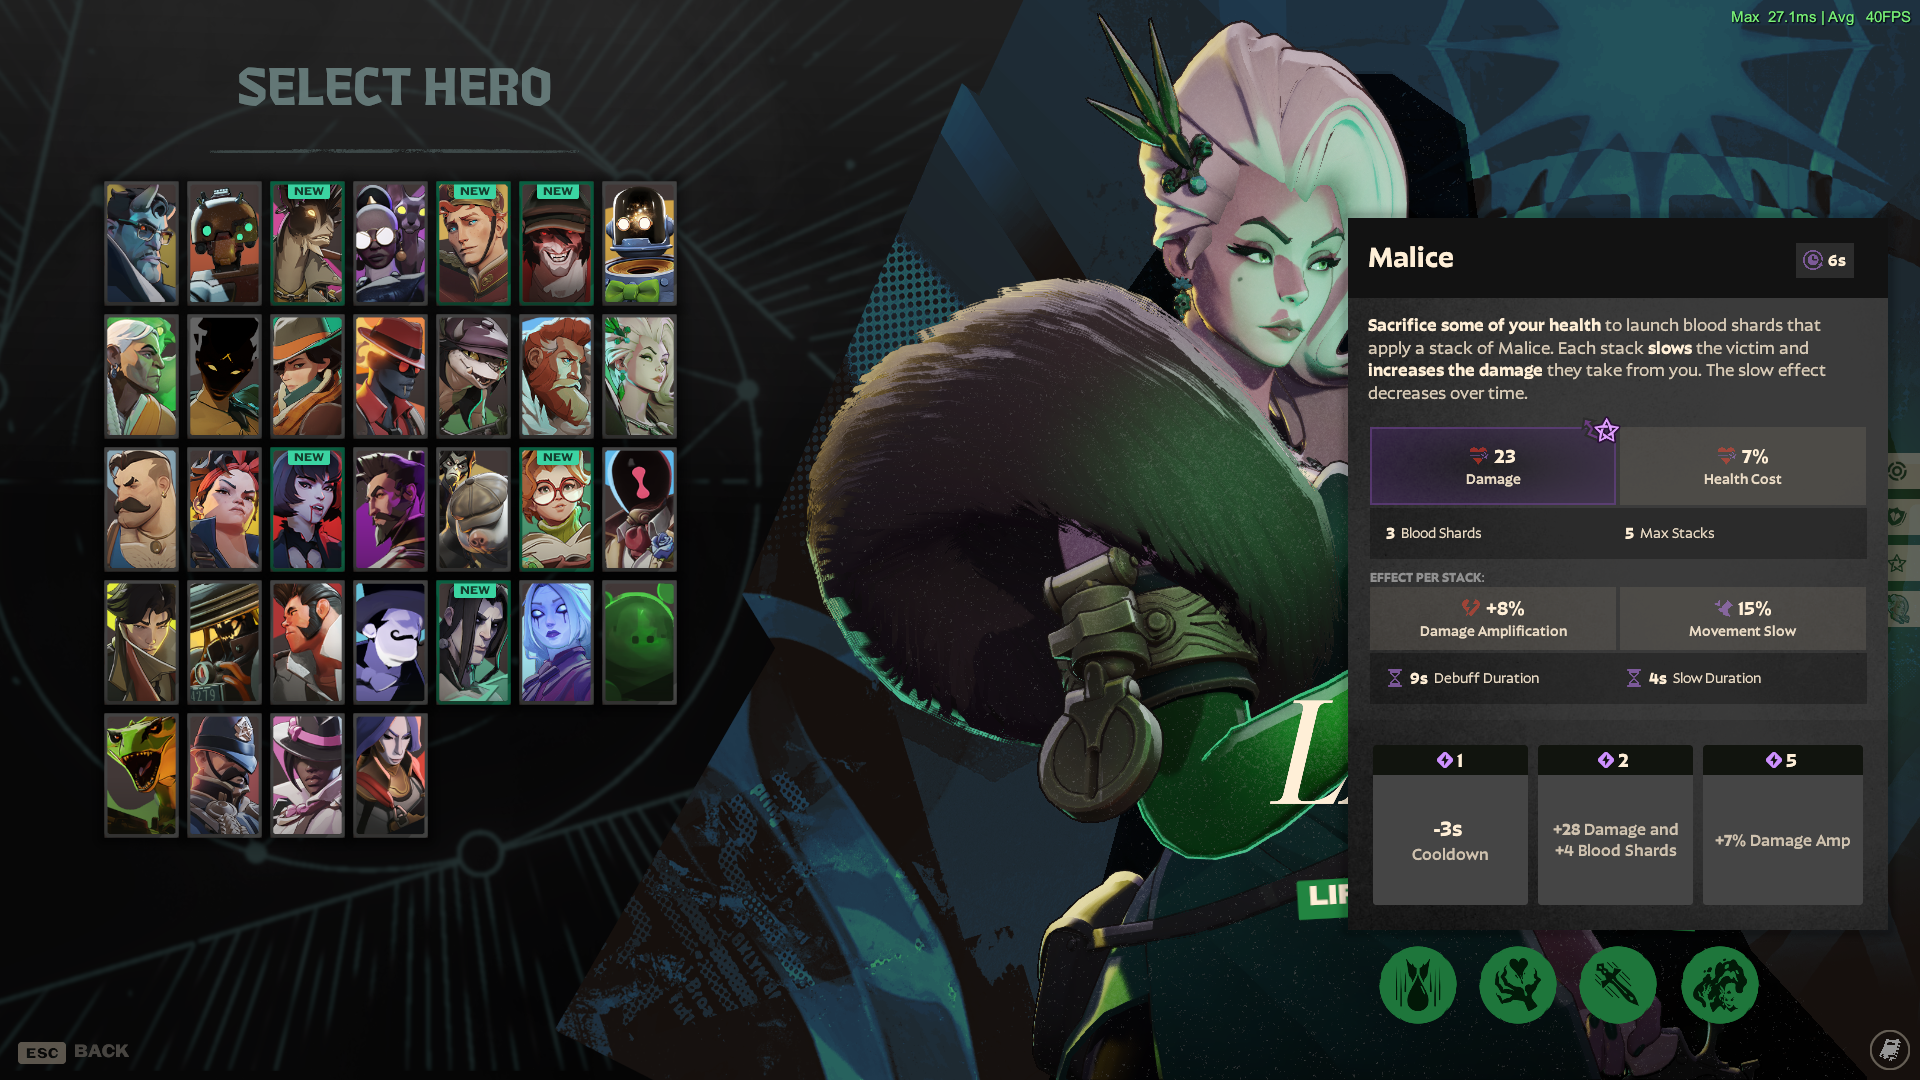 Max 27.1ms | Avg 40FPS
SELECT HERO
NEW
NEW
NEW
NEW
NEW
NEW
1279
Malice
6s
Sacrifice some of your health to launch blood shards that
apply a stack of Malice. Each stack slows the victim and
increases the damage they take from you. The slow effect
decreases over time.
23
Damage
7%
Health Cost
3 Blood Shards
5 Max Stacks
EFFECT PER STACK:
+8%
Damage Amplification
15%
Movement Slow
9s Debuff Duration
4s Slow Duration
1
-3s
Cooldown
2
+28 Damage and
+4 Blood Shards
5
+7% Damage Amp
ESC BACK